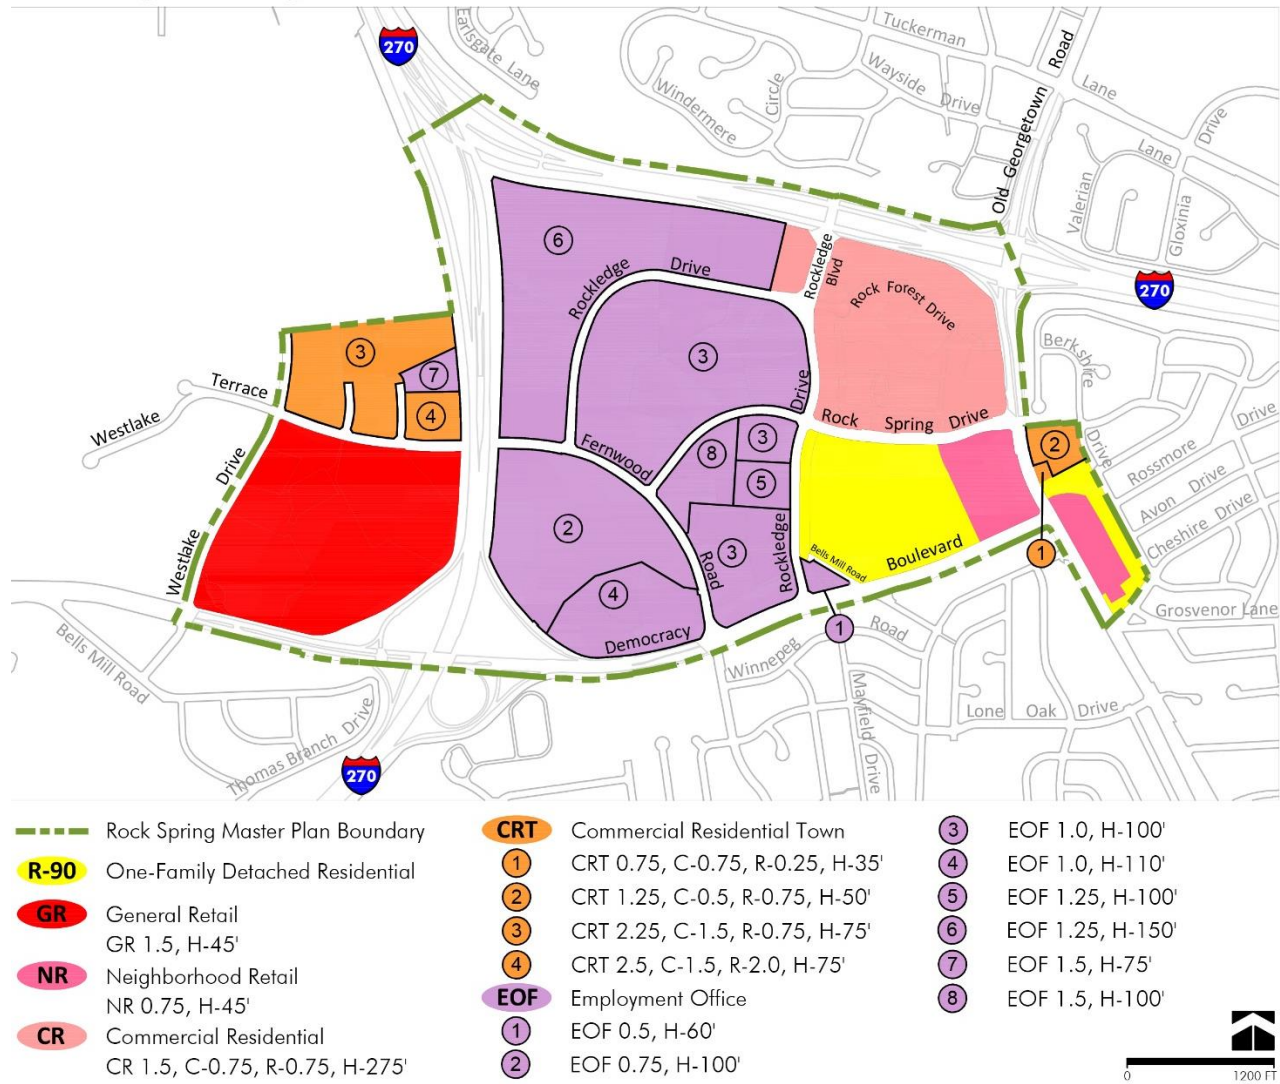 270
Earlsgate Lane
Tuckerman
Lane
Road
Wayside Drive
Windermere
Circle
Old Georgetown
Drive
Lane
Valerian
Gloxinia
6
Rockledge
Drive
Rockledge
Blvd
Rock Forest Drive
270
3
3
7
4
Berkshire
Drive
Terrace
Westlake
Drive
Westlake
Drive
Rock Spring Drive
Fernwood
8
3
5
2
Drive
Rossmore
Avon Drive
Cheshire Drive
2
Road
3
Rockledge
Bells Mill Road
Boulevard
1
4
Democracy
1
Grosvenor Lane
Bells Mill Road
Winnepeg
Road
Mayfield Drive
Lone Oak Drive
Thomas Branch Drive
270
Rock Spring Master Plan Boundary
R-90 One-Family Detached Residential
GR General Retail
GR 1.5, H-45'
NR Neighborhood Retail
NR 0.75, H-45'
CR Commercial Residential
CR 1.5, C-0.75, R-0.75, H-275'
CRT Commercial Residential Town
1 CRT 0.75, C-0.75, R-0.25, H-35'
2 CRT 1.25, C-0.5, R-0.75, H-50'
3 CRT 2.25, C-1.5, R-0.75, H-75'
4 CRT 2.5, C-1.5, R-2.0, H-75'
EOF Employment Office
1 EOF 0.5, H-60'
2 EOF 0.75, H-100'
3 EOF 1.0, H-100'
4 EOF 1.0, H-110'
5 EOF 1.25, H-100'
6 EOF 1.25, H-150'
7 EOF 1.5, H-75'
8 EOF 1.5, H-100'
0 1200 FT